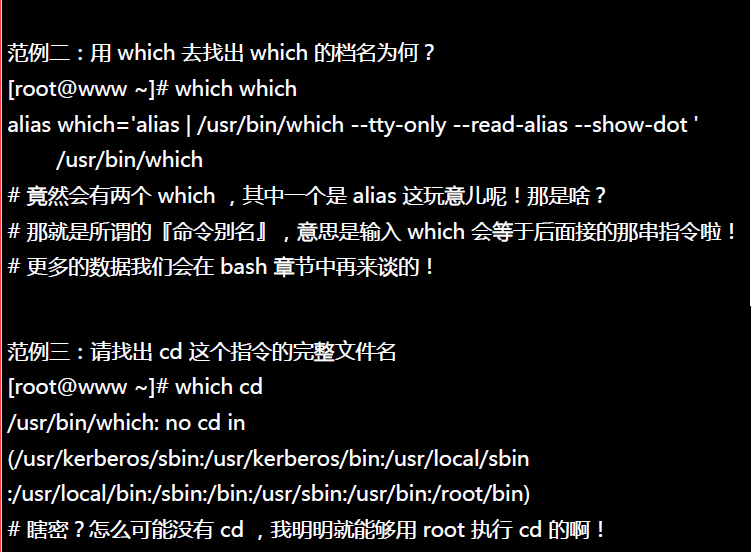 范例二：用 which 去找出 which 的档名为何？
[root@www ~]# which which
alias which='alias | /usr/bin/which --tty-only --read-alias --show-dot '
/usr/bin/which
# 竟然会有两个 which ，其中一个是 alias 这玩意儿呢！那是啥？
# 那就是所谓的『命令别名』，意思是输入 which 会等于后面接的那串指令啦！
# 更多的数据我们会在 bash 章节中再来谈的！
范例三：请找出 cd 这个指令的完整文件名
[root@www ~]# which cd
/usr/bin/which: no cd in
(/usr/kerberos/sbin:/usr/kerberos/bin:/usr/local/sbin
:/usr/local/bin:/sbin:/bin:/usr/sbin:/usr/bin:/root/bin)
# 瞎密？怎么可能没有 cd ，我明明就能够用 root 执行 cd 的啊！